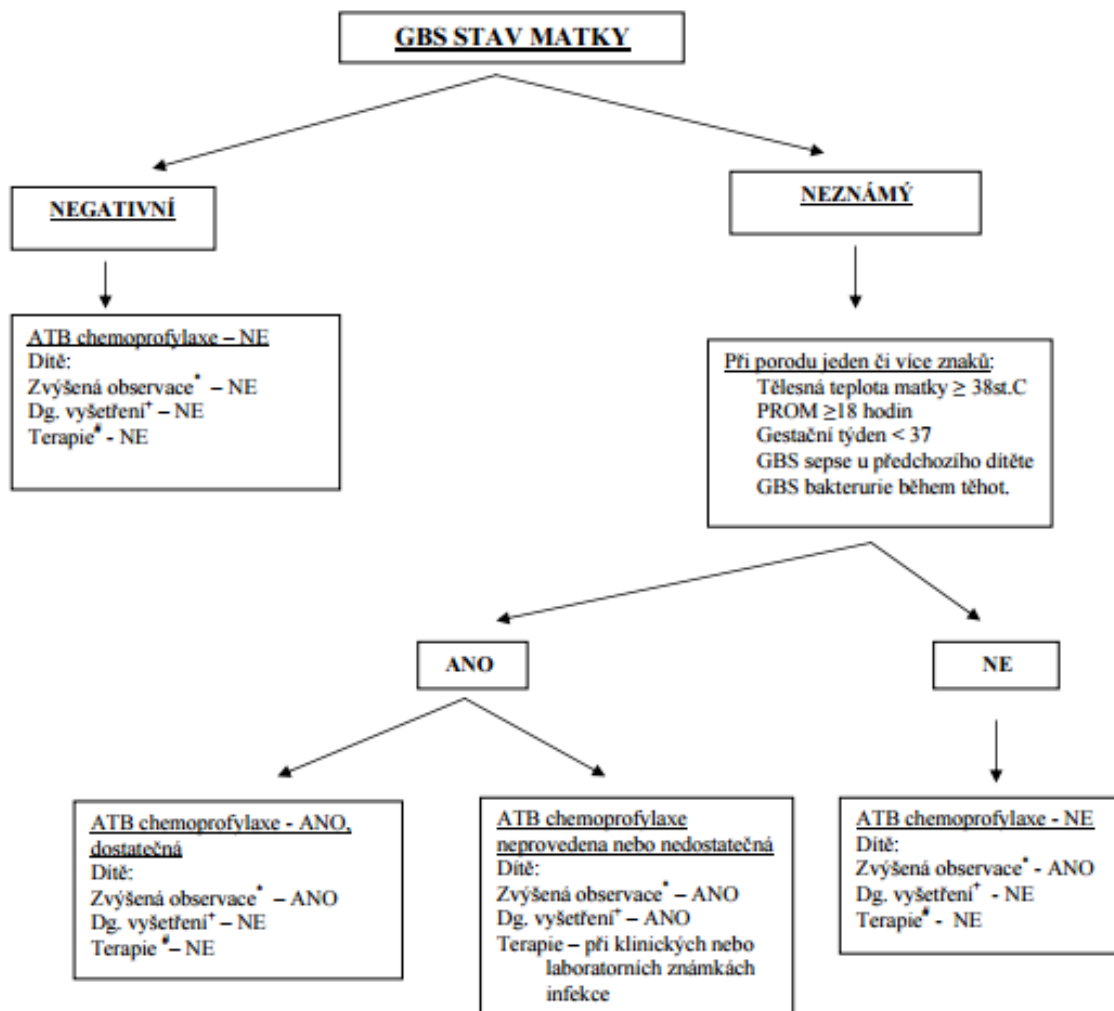 GBS STAV MATKY
NEGATIVNÍ
NEZNÁMÝ
ATB chemoprofylaxe – NE
Dítě:
Zvýšená observace* – NE
Dg. vyšetření⁺ – NE
Terapie# - NE
Při porodu jeden či více znaků:
Tělesná teplota matky ≥ 38st.C
PROM ≥18 hodin
Gestační týden < 37
GBS sepse u předchozího dítěte
GBS bakterurie během těhot.
ANO
NE
ATB chemoprofylaxe - ANO,
dostatečná
Dítě:
Zvýšená observace* – ANO
Dg. vyšetření⁺ – NE
Terapie # – NE
ATB chemoprofylaxe
neprovedena nebo nedostatečná
Dítě:
Zvýšená observace* – ANO
Dg. vyšetření⁺ – ANO
Terapie – při klinických nebo
laboratorních známkách
infekce
ATB chemoprofylaxe - NE
Dítě:
Zvýšená observace* - ANO
Dg. vyšetření⁺ - NE
Terapie# - NE